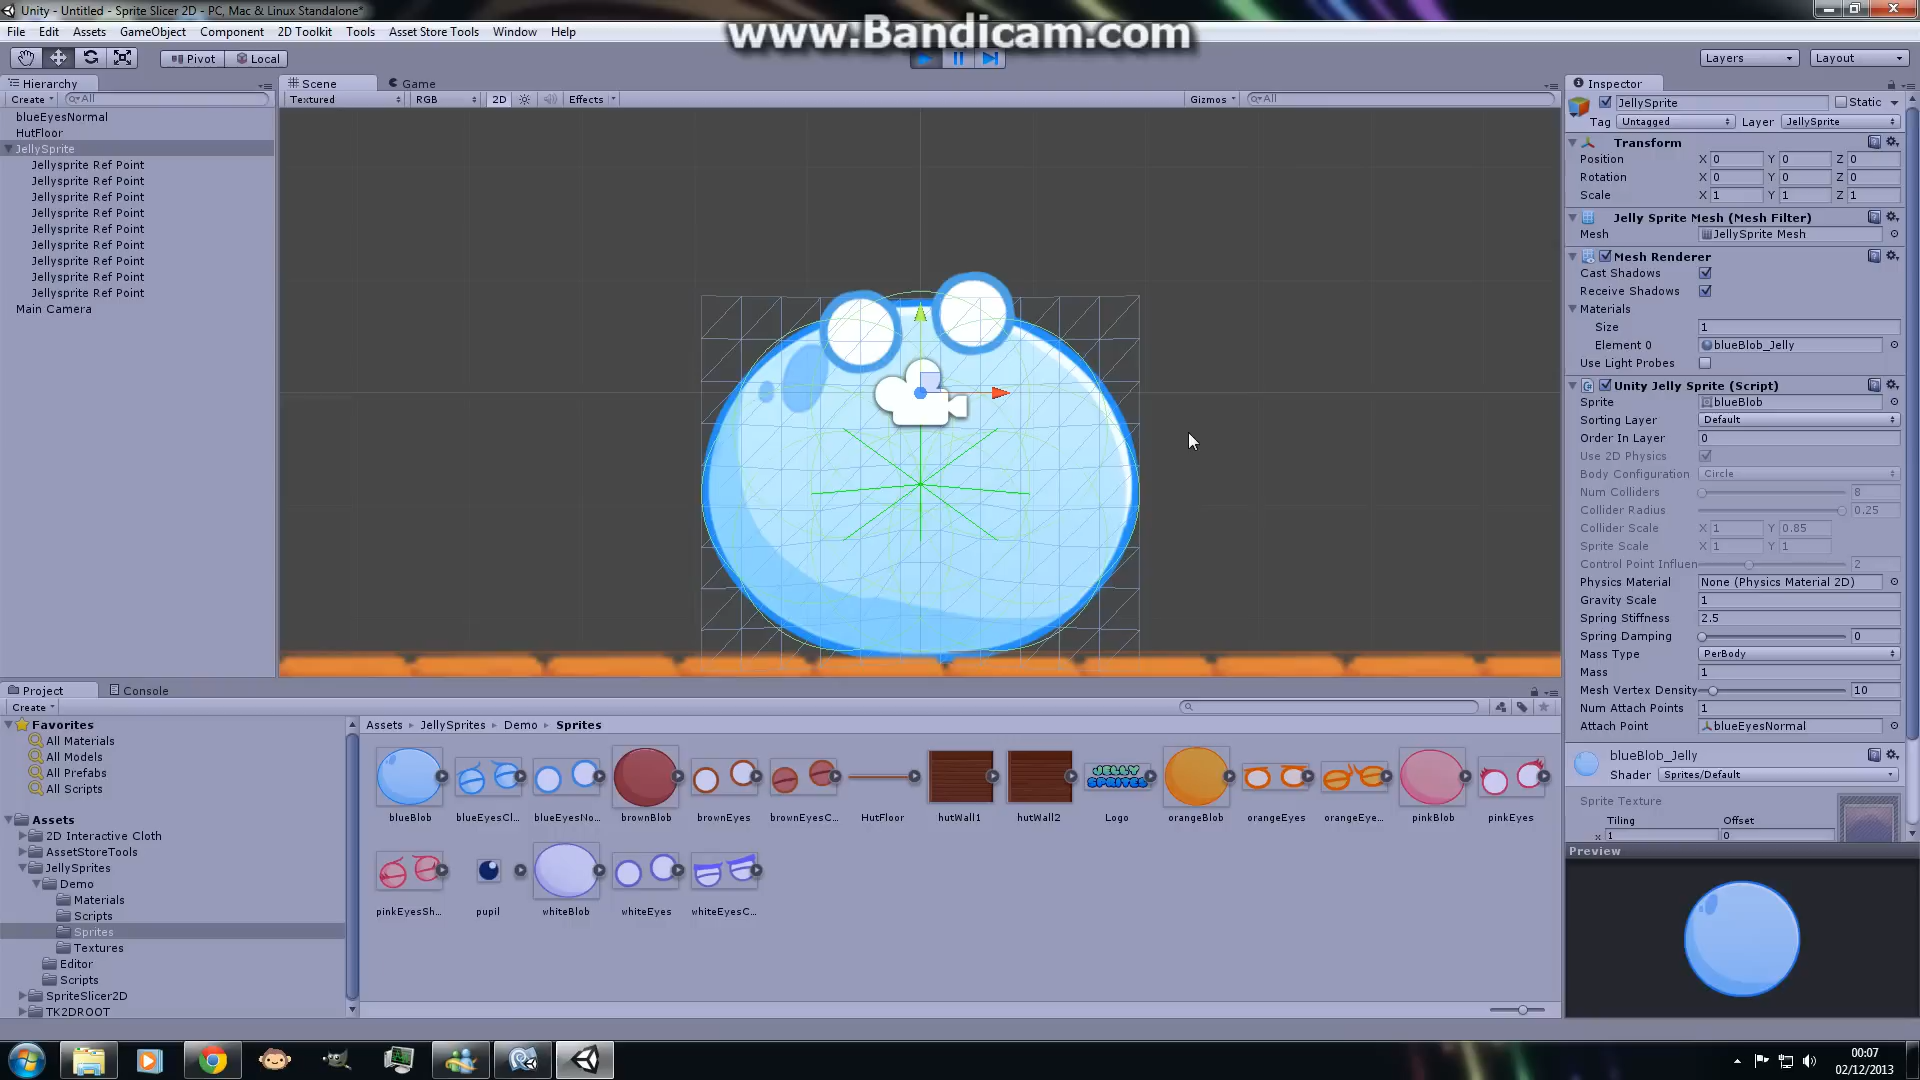 Unity - Untitled - Sprite Slicer 2D - PC, Mac & Linux Standalone*
www.Bandicam.com
File Edit Assets GameObject Component 2D Toolkit Tools Asset Store Tools Window Help
Pivot Local
Layers Layout
Hierarchy
Create All
blueEyesNormal
HutFloor
JellySprite
Jellysprite Ref Point
Jellysprite Ref Point
Jellysprite Ref Point
Jellysprite Ref Point
Jellysprite Ref Point
Jellysprite Ref Point
Jellysprite Ref Point
Jellysprite Ref Point
Jellysprite Ref Point
Main Camera
Scene Game
Textured RGB 2D Effects Gizmos All
Inspector
JellySprite Static
Tag Untagged Layer JellySprite
Transform
Position X 0 Y 0 Z 0
Rotation X 0 Y 0 Z 0
Scale X 1 Y 1 Z 1
Jelly Sprite Mesh (Mesh Filter)
Mesh JellySprite Mesh
Mesh Renderer
Cast Shadows
Receive Shadows
Materials
Size 1
Element 0 blueBlob_Jelly
Use Light Probes
Unity Jelly Sprite (Script)
Sprite blueBlob
Sorting Layer Default
Order In Layer 0
Use 2D Physics
Body Configuration Circle
Num Colliders 8
Collider Radius 0.25
Collider Scale X 1 Y 0.85
Sprite Scale X 1 Y 1
Control Point Influen 2
Physics Material None (Physics Material 2D)
Gravity Scale 1
Spring Stiffness 2.5
Spring Damping 0
Mass Type PerBody
Mass 1
Mesh Vertex Density 10
Num Attach Points 1
Attach Point blueEyesNormal
blueBlob_Jelly
Shader Sprites/Default
Sprite Texture
Tiling Offset
x 1 0
Preview
Project Console
Create
Favorites
All Materials
All Models
All Prefabs
All Scripts
Assets
2D Interactive Cloth
AssetStoreTools
JellySprites
Demo
Materials
Scripts
Sprites
Textures
Editor
Scripts
SpriteSlicer2D
TK2DROOT
Assets JellySprites Demo Sprites
JELLY
SPRITES
blueBlob blueEyesCl... blueEyesNo... brownBlob brownEyes brownEyesC... HutFloor hutWall1 hutWall2 Logo orangeBlob orangeEyes orangeEye... pinkBlob pinkEyes
pinkEyesSh... pupil whiteBlob whiteEyes whiteEyesC...
00:07
02/12/2013